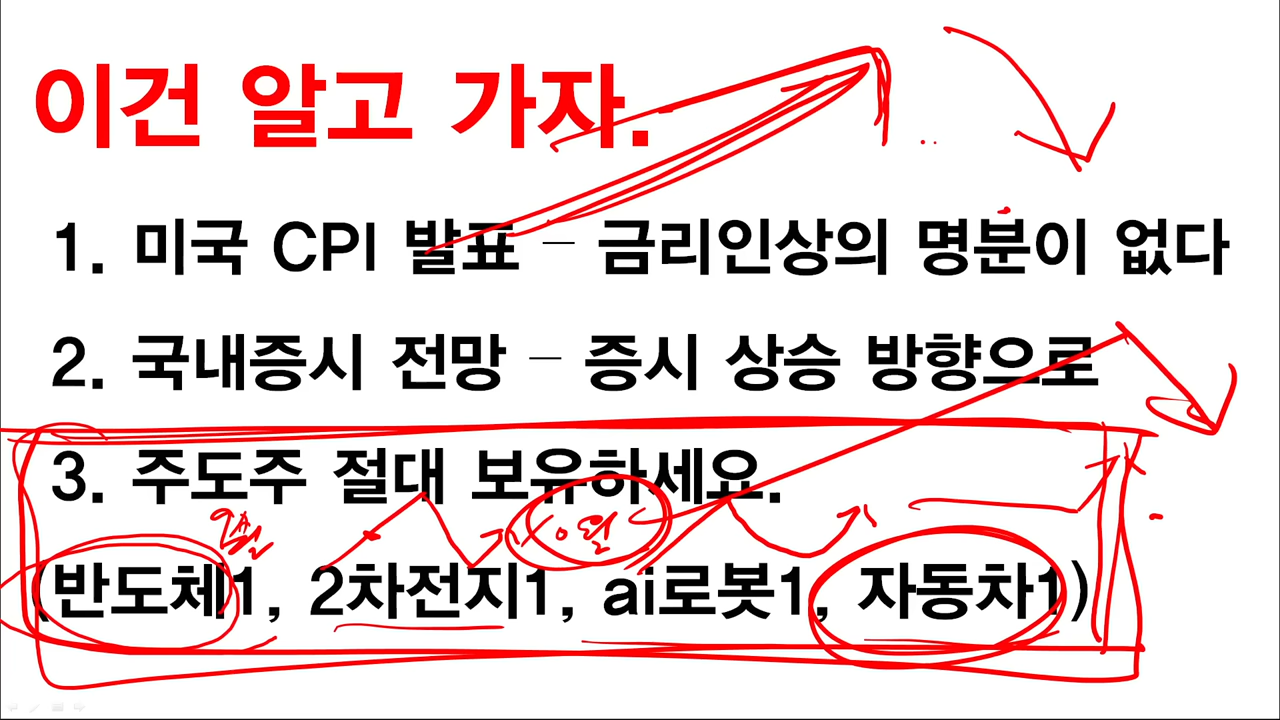 이건 알고 가자.
1. 미국 CPI 발표 - 금리인상의 명분이 없다
2. 국내증시 전망 - 증시 상승 방향으로
3. 주도주 절대 보유하세요.
(반도체1, 2차전지1, ai로봇1, 자동차1)